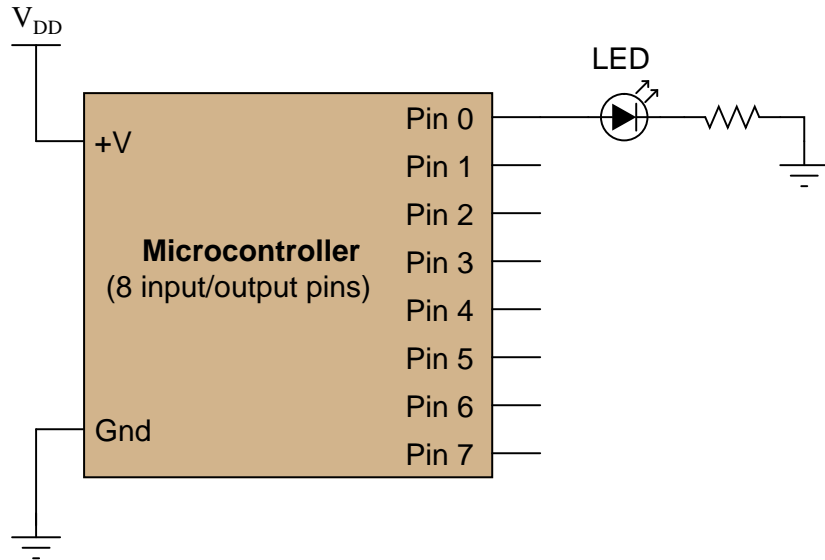 V_DD
LED
+V
Pin 0
Pin 1
Pin 2
Microcontroller
(8 input/output pins)
Pin 3
Pin 4
Pin 5
Gnd
Pin 6
Pin 7